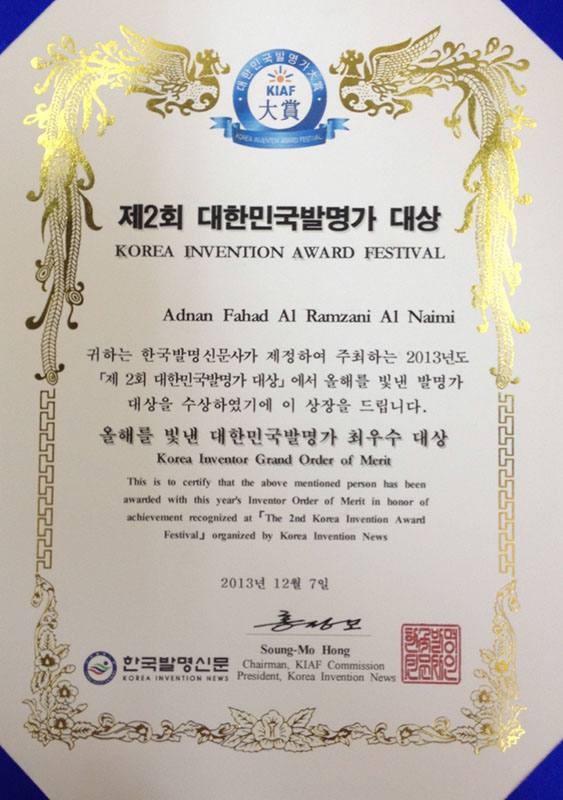 대한민국발명가대상
KIAF
大賞
KOREA INVENTOR AWARD FESTIVAL
제2회 대한민국발명가 대상
KOREA INVENTION AWARD FESTIVAL
Adnan Fahad Al Ramzani Al Naimi
귀하는 한국발명신문사가 제정하여 주최하는 2013년도
「제 2회 대한민국발명가 대상」에서 올해를 빛낸 발명가
대상을 수상하였기에 이 상장을 드립니다.
올해를 빛낸 대한민국발명가 최우수 대상
Korea Inventor Grand Order of Merit
This is to certify that the above mentioned person has been
awarded with this year's Inventor Order of Merit in honor of
achievement recognized at「The 2nd Korea Invention Award
Festival」organized by Korea Invention News
2013년 12월 7일
Soung-Mo Hong
Chairman, KIAF Commission
President, Korea Invention News
한국발명신문
KOREA INVENTION NEWS